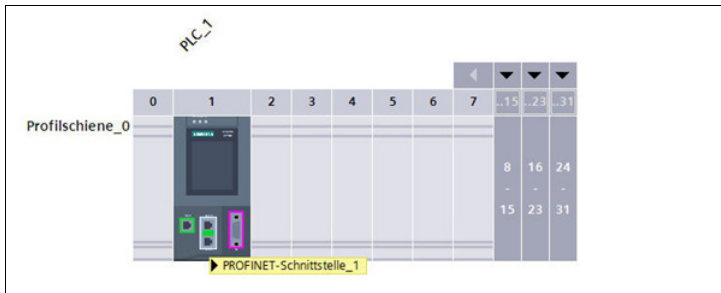 PLC_1
0 1 2 3 4 5 6 7 ..15 ..23 ..31
Profilschiene_0
SIEMENS
8 16 24
- - -
15 23 31
PROFINET-Schnittstelle_1